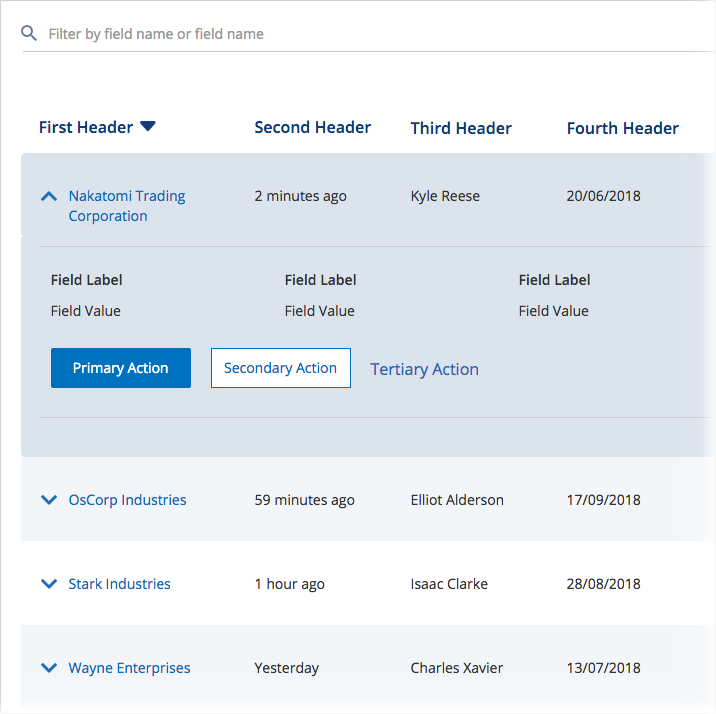 Filter by field name or field name
First Header Second Header Third Header Fourth Header
Nakatomi Trading Corporation 2 minutes ago Kyle Reese 20/06/2018
Field Label Field Label Field Label
Field Value Field Value Field Value
Primary Action Secondary Action Tertiary Action
OsCorp Industries 59 minutes ago Elliot Alderson 17/09/2018
Stark Industries 1 hour ago Isaac Clarke 28/08/2018
Wayne Enterprises Yesterday Charles Xavier 13/07/2018